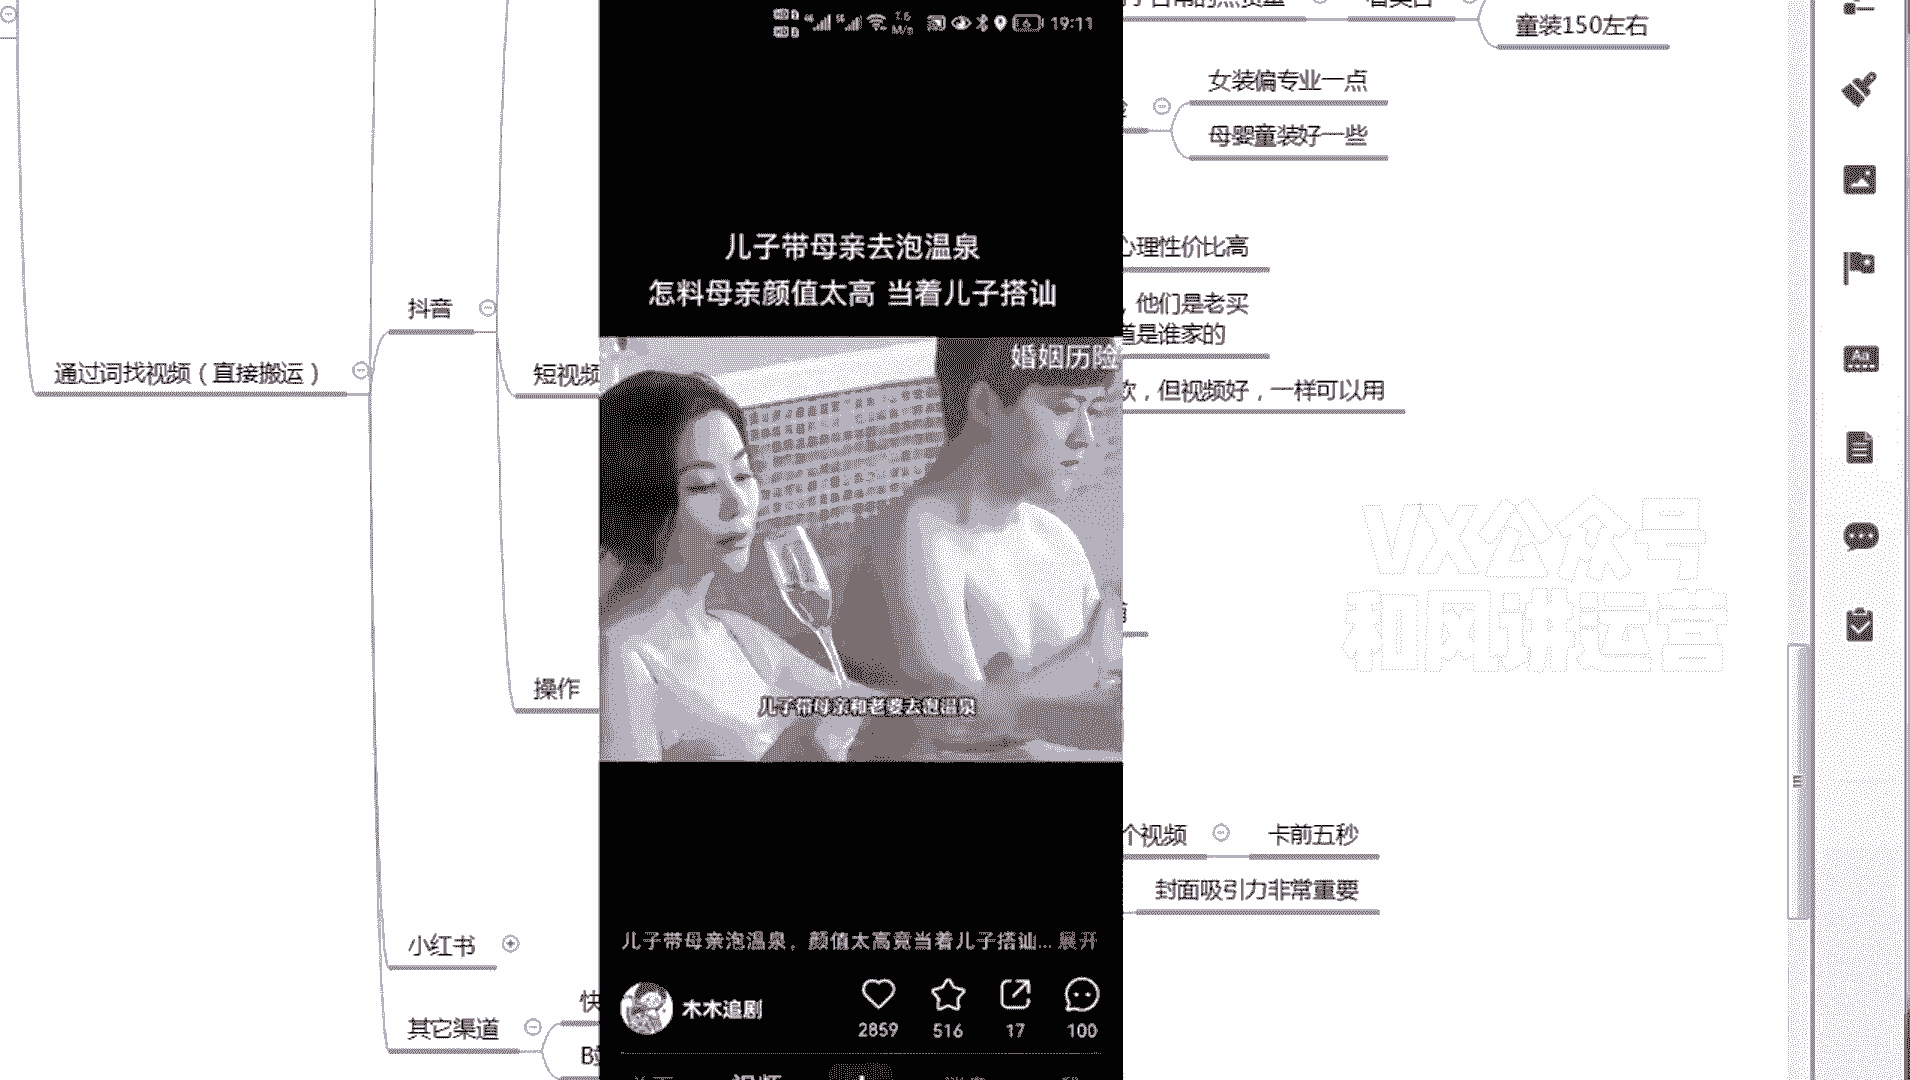 通过词找视频（直接搬运）
抖音
短视频
操作
小红书
其它渠道
快
19:11
儿子带母亲去泡温泉
怎料母亲颜值太高 当着儿子搭讪
婚姻历险
儿子带母亲和老婆去泡温泉
儿子带母亲泡温泉，颜值太高竟当着儿子搭讪... 展开
木木追剧
2859
516
17
100
童装150左右
女装偏专业一点
母婴童装好一些
心理性价比高
，他们是老买
道是谁家的
款，但视频好，一样可以用
个视频
卡前五秒
封面吸引力非常重要
VX公众号
和风讲运营